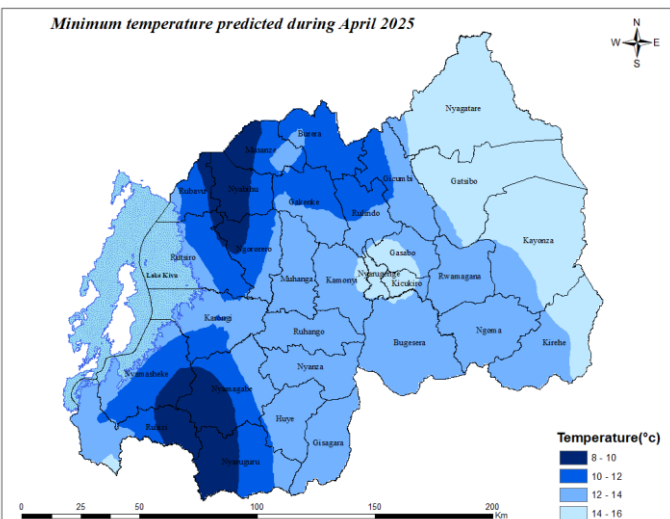 Minimum temperature predicted during April 2025
N
W E
S
Nyagatare
Burera
Musanze
Gicumbi
Gatsibo
Rubavu
Nyabihu
Gakenke
Rulindo
Kayonza
Ngororero
Gasabo
Rutsiro
Lake Kivu
Muhanga
Kamonyi
Nyarugenge
Kicukiro
Rwamagana
Karongi
Ruhango
Bugesera
Ngoma
Kirehe
Nyamasheke
Nyanza
Nyamagabe
Rusizi
Huye
Gisagara
Nyaruguru
Temperature(°c)
8 - 10
10 - 12
12 - 14
14 - 16
0 50 100 150 200
Km